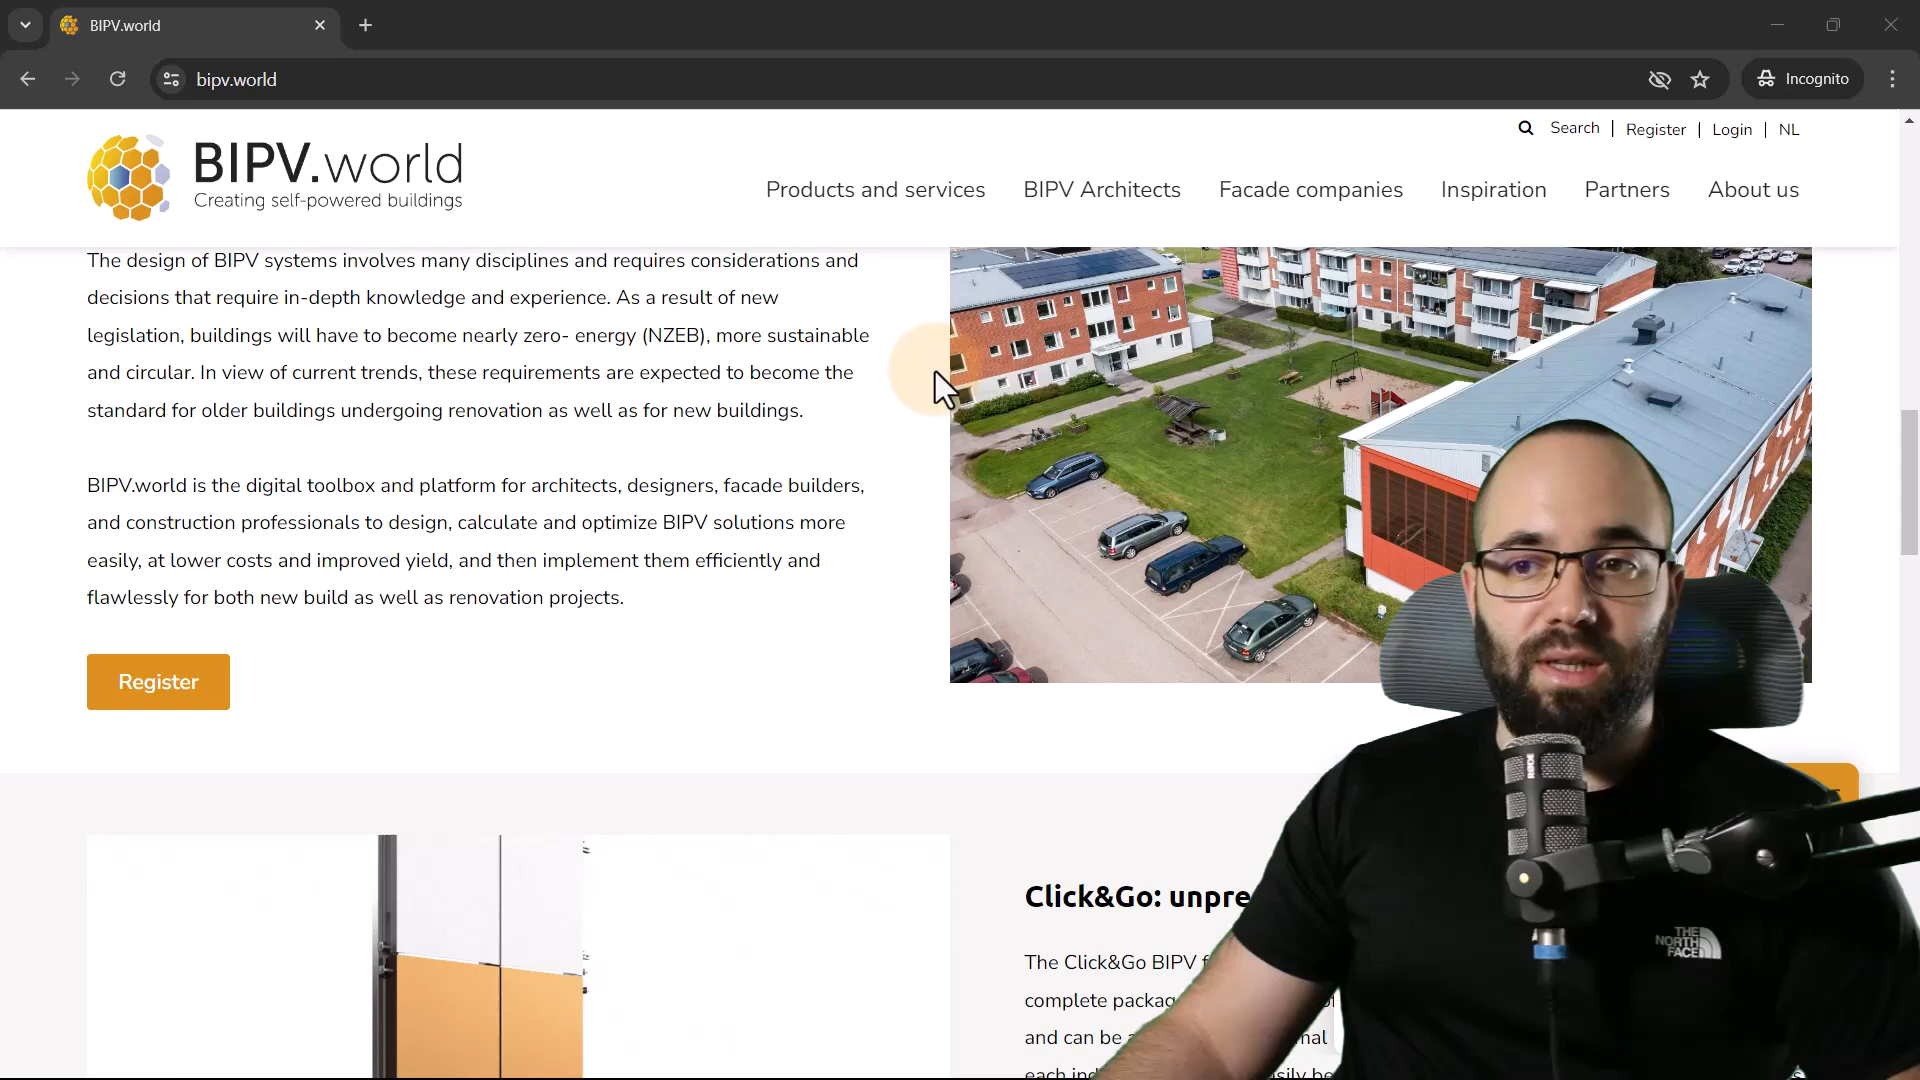 BIPV.world
bipv.world
Incognito
Search | Register | Login | NL
BIPV.world
Creating self-powered buildings
Products and services BIPV Architects Facade companies Inspiration Partners About us
The design of BIPV systems involves many disciplines and requires considerations and
decisions that require in-depth knowledge and experience. As a result of new
legislation, buildings will have to become nearly zero- energy (NZEB), more sustainable
and circular. In view of current trends, these requirements are expected to become the
standard for older buildings undergoing renovation as well as for new buildings.
BIPV.world is the digital toolbox and platform for architects, designers, facade builders,
and construction professionals to design, calculate and optimize BIPV solutions more
easily, at lower costs and improved yield, and then implement them efficiently and
flawlessly for both new build as well as renovation projects.
Register
Click&Go: unpre
The Click&Go BIPV
complete packag
and can be
each
RØDE
THE
NORTH
FACE